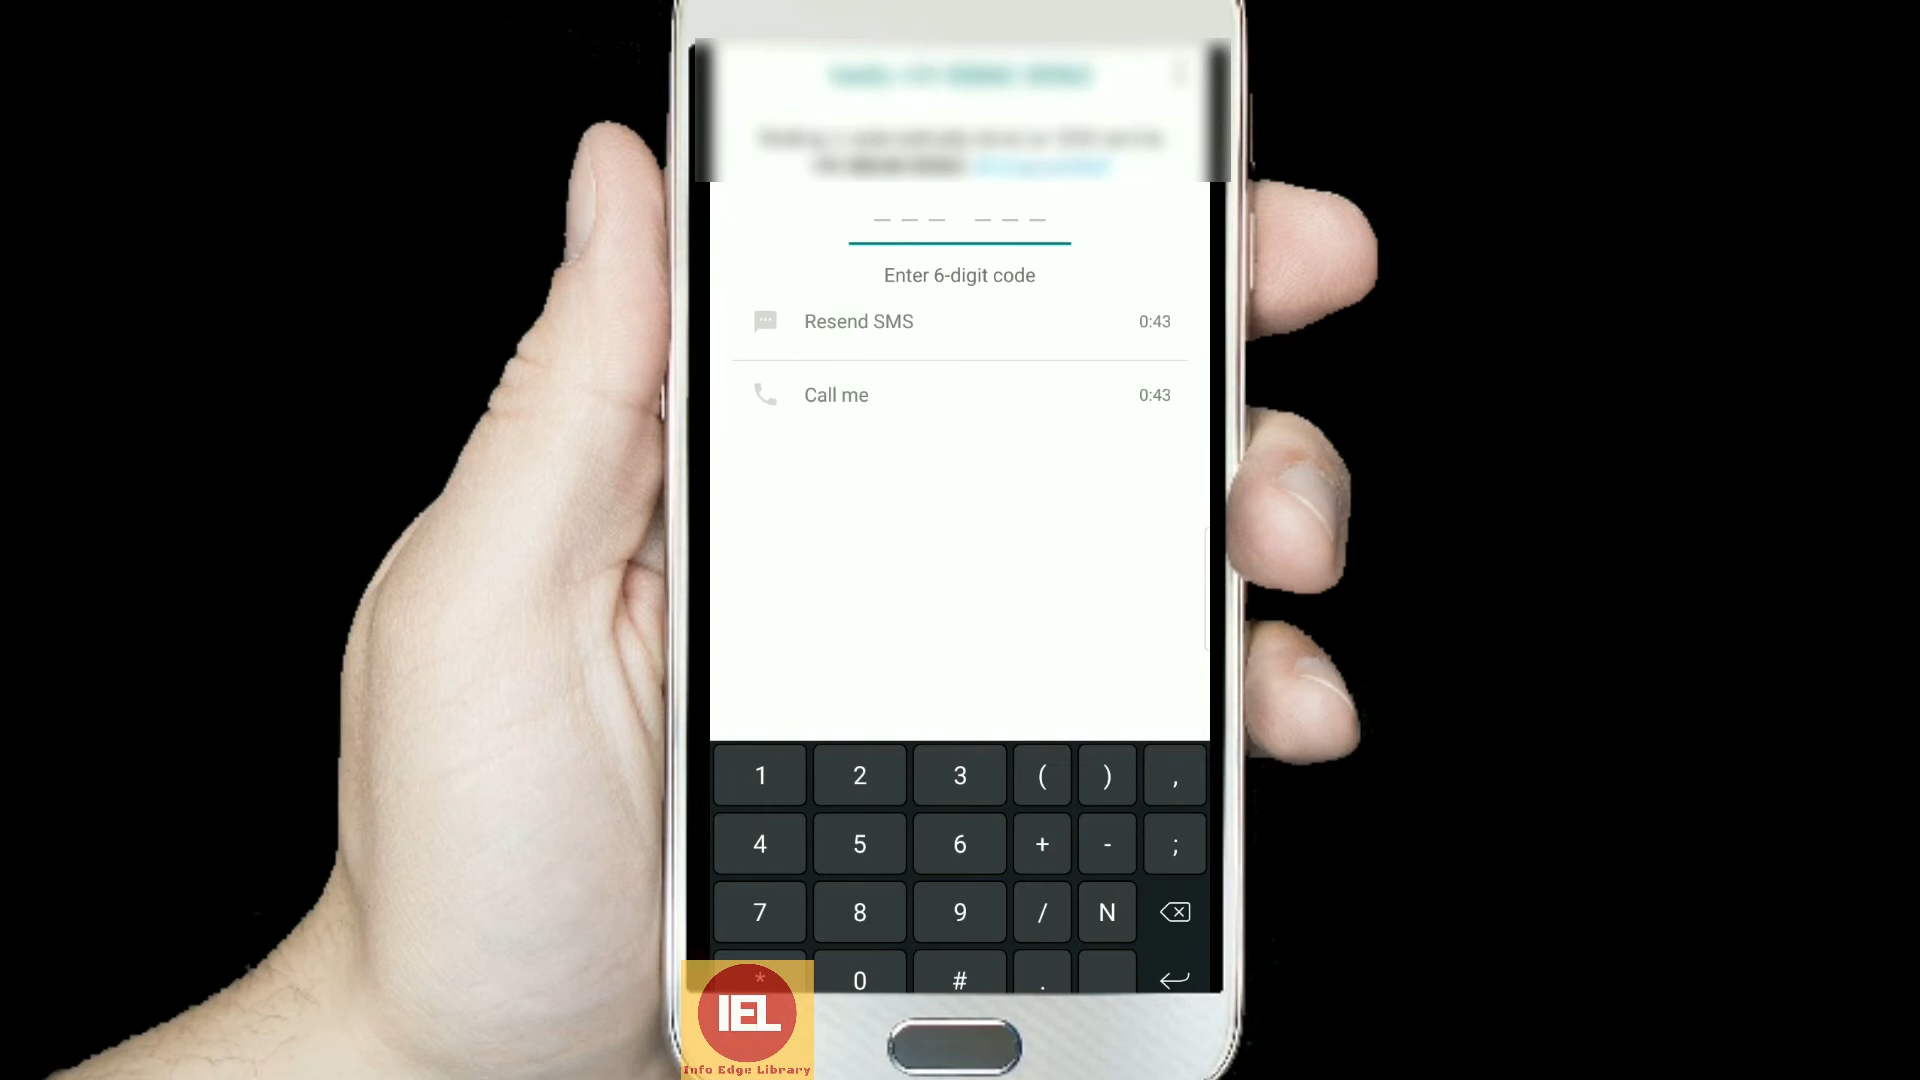 Enter 6-digit code
Resend SMS 0:43
Call me 0:43
1 2 3 ( ) ,
4 5 6 + - ;
7 8 9 / N
* 0 # .
IEL
Info Edge Library